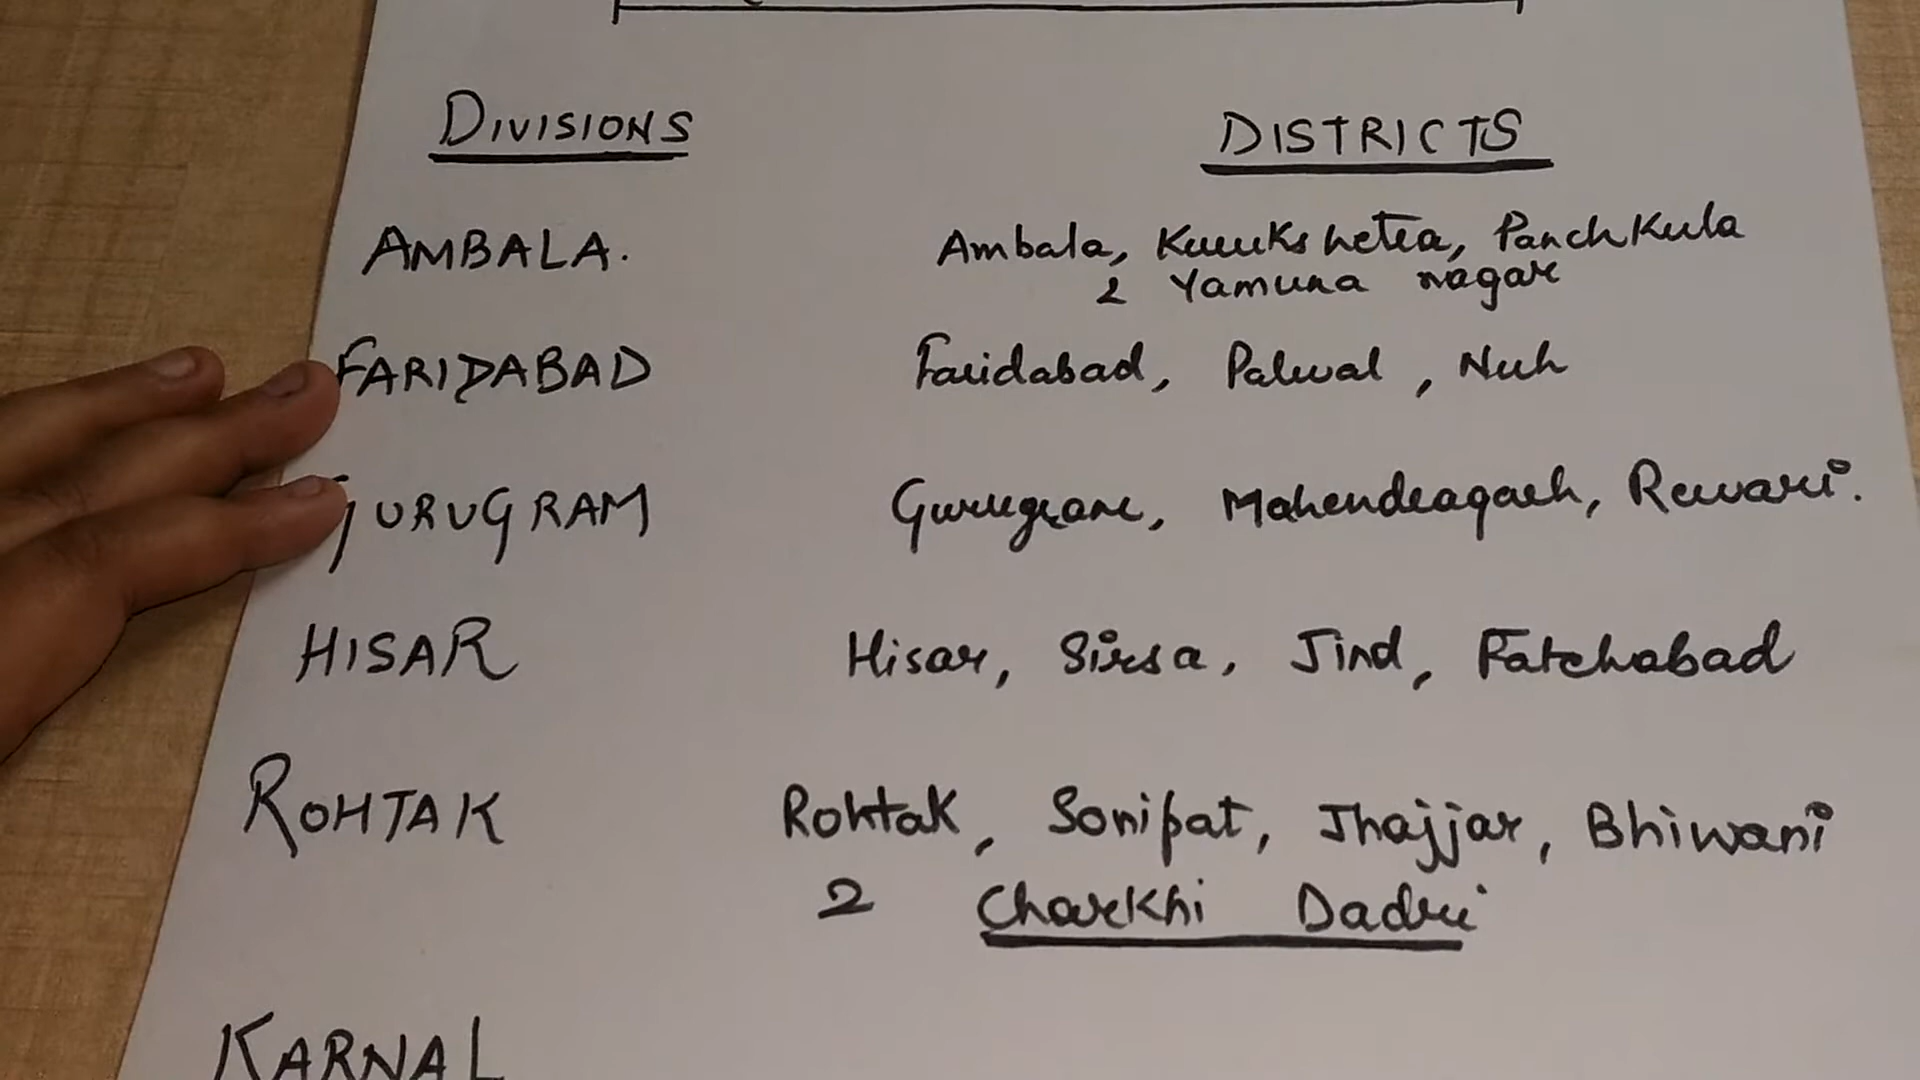 DIVISIONS DISTRICTS
AMBALA. Ambala, Kurukshetra, Panchkula
& Yamuna nagar
FARIDABAD Faridabad, Palwal, Nuh
GURUGRAM Gurugram, Mahendragarh, Rewari.
HISAR Hisar, Sirsa, Jind, Fatehabad
ROHTAK Rohtak, Sonipat, Jhajjar, Bhiwani
& Charkhi Dadri
KARNAL